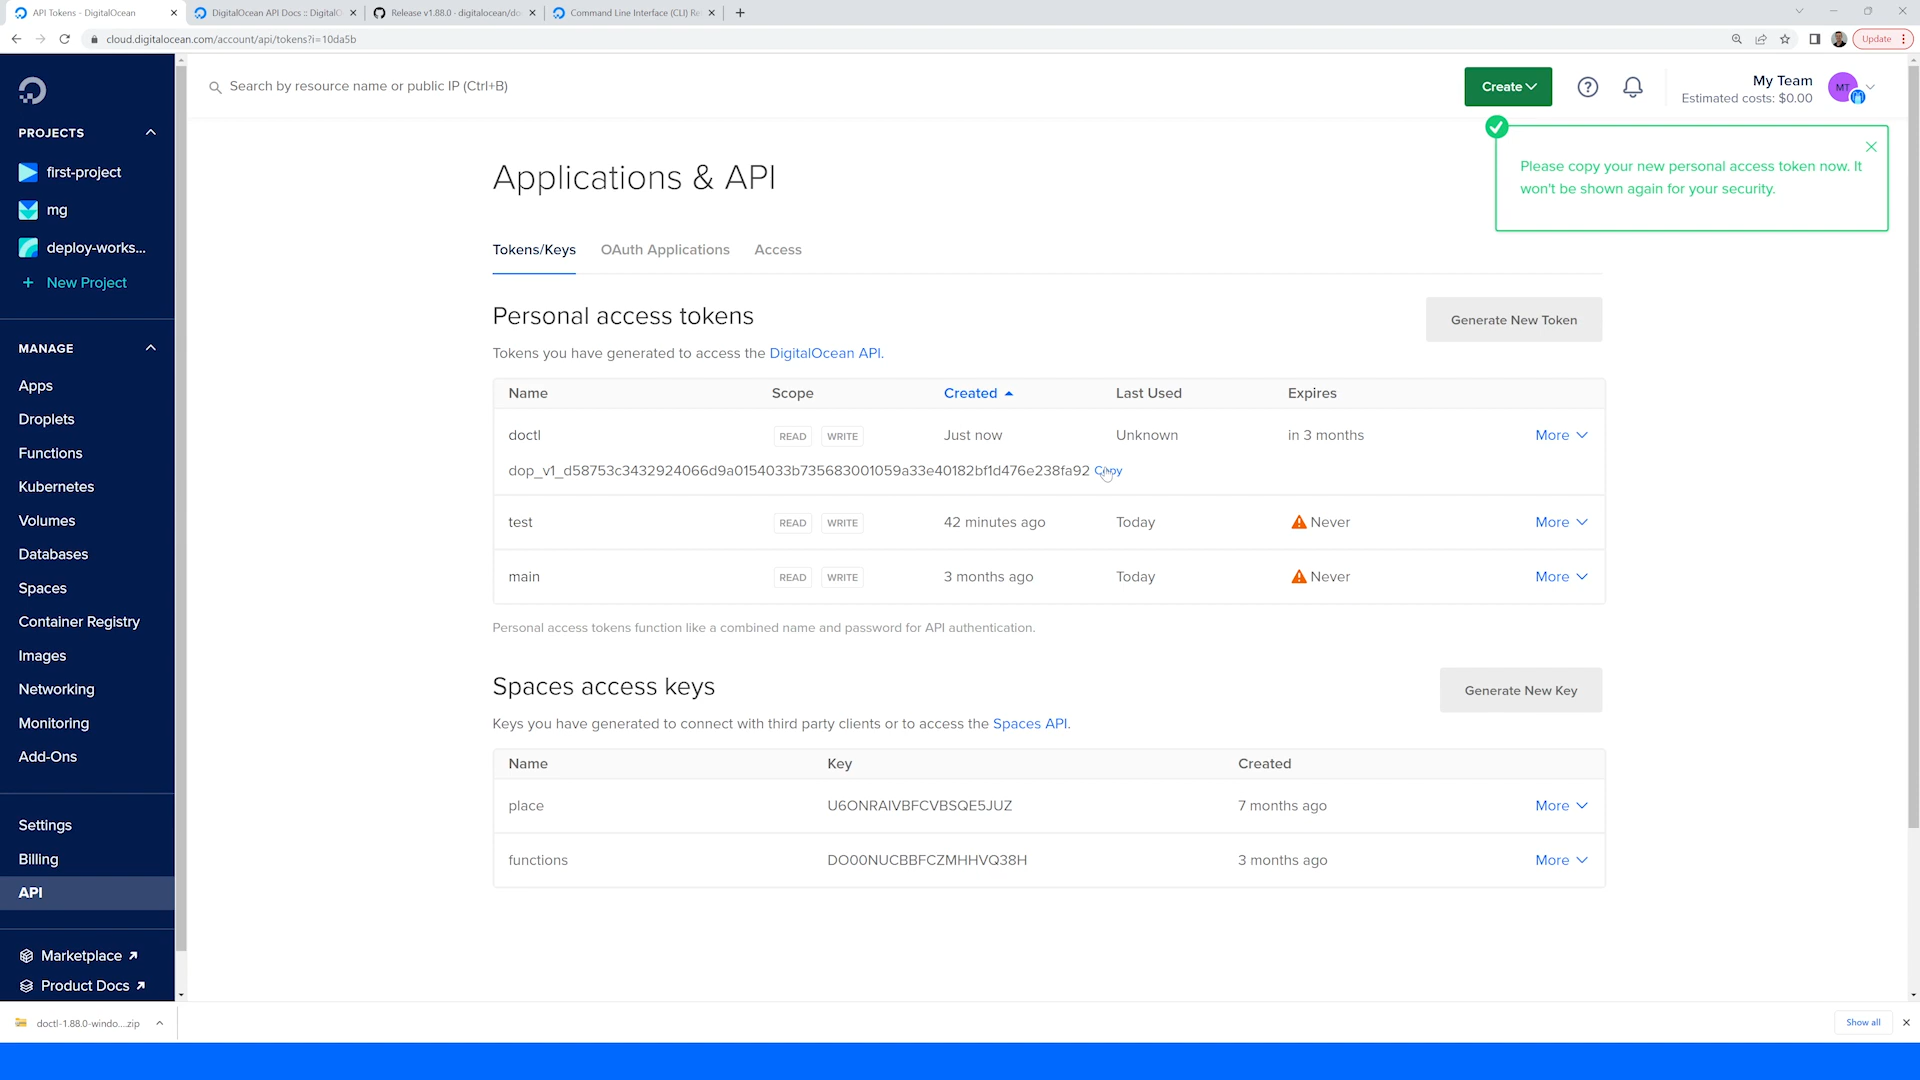 API Tokens - DigitalOcean
DigitalOcean API Docs :: DigitalO
Release v1.88.0 - digitalocean/do
Command Line Interface (CLI) Re
cloud.digitalocean.com/account/api/tokens?i=10da5b
Update
Search by resource name or public IP (Ctrl+B)
Create
My Team
Estimated costs: $0.00
MT
PROJECTS
first-project
mg
deploy-works...
+ New Project
MANAGE
Apps
Droplets
Functions
Kubernetes
Volumes
Databases
Spaces
Container Registry
Images
Networking
Monitoring
Add-Ons
Settings
Billing
API
Marketplace
Product Docs
Please copy your new personal access token now. It
won't be shown again for your security.
Applications & API
Tokens/Keys OAuth Applications Access
Personal access tokens
Generate New Token
Tokens you have generated to access the DigitalOcean API.
Name Scope Created Last Used Expires
doctl READ WRITE Just now Unknown in 3 months More
dop_v1_d58753c3432924066d9a0154033b735683001059a33e40182bf1d476e238fa92 Copy
test READ WRITE 42 minutes ago Today Never More
main READ WRITE 3 months ago Today Never More
Personal access tokens function like a combined name and password for API authentication.
Spaces access keys
Generate New Key
Keys you have generated to connect with third party clients or to access the Spaces API.
Name Key Created
place U6ONRAIVBFCVBSQE5JUZ 7 months ago More
functions DO00NUCBBFCZMHHVQ38H 3 months ago More
doctl-1.88.0-windo....zip
Show all